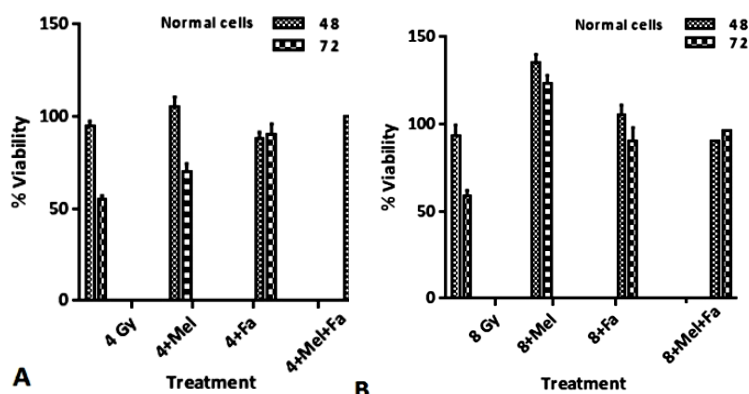 Normal cells 48
72
% Viability
150
100
50
0
4 Gy
4+Mel
4+Fa
4+Mel+Fa
Treatment
A
Normal cells 48
72
% Viability
150
100
50
0
8 Gy
8+Mel
8+Fa
8+Mel+Fa
Treatment
B